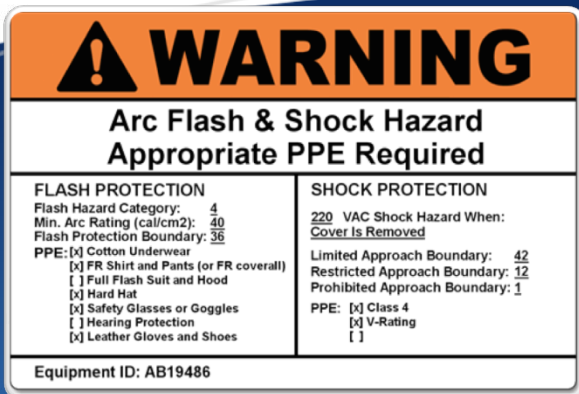 WARNING
Arc Flash & Shock Hazard
Appropriate PPE Required
FLASH PROTECTION
Flash Hazard Category: 4
Min. Arc Rating (cal/cm2): 40
Flash Protection Boundary: 36
PPE: [x] Cotton Underwear
[x] FR Shirt and Pants (or FR coverall)
[ ] Full Flash Suit and Hood
[x] Hard Hat
[x] Safety Glasses or Goggles
[ ] Hearing Protection
[x] Leather Gloves and Shoes
SHOCK PROTECTION
220 VAC Shock Hazard When:
Cover Is Removed
Limited Approach Boundary: 42
Restricted Approach Boundary: 12
Prohibited Approach Boundary: 1
PPE: [x] Class 4
[x] V-Rating
[ ]
Equipment ID: AB19486